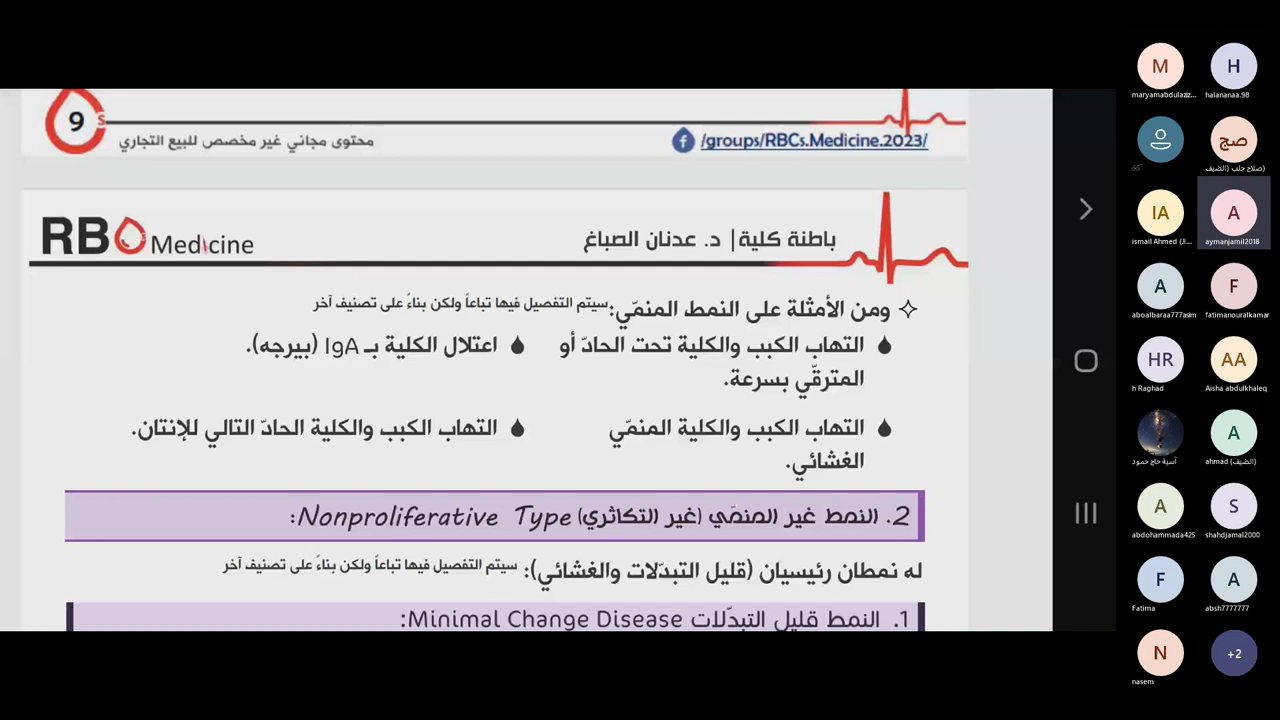 9
محتوى مجاني غير مخصص للبيع التجاري
/groups/RBCs.Medicine.2023/
RB Medicine
باطنة كلية| د. عدنان الصباغ
ومن الأمثلة على النمط المنمّي: سيتم التفصيل فيها تباعاً ولكن بناءً على تصنيف آخر
التهاب الكبب والكلية تحت الحادّ أو
المترقّي بسرعة.
اعتلال الكلية بـ IgA (بيرجه).
التهاب الكبب والكلية المنمّي
الغشائي.
التهاب الكبب والكلية الحادّ التالي للإنتان.
2. النمط غير المنمّي (غير التكاثري) Nonproliferative Type:
له نمطان رئيسيان (قليل التبدّلات والغشائي): سيتم التفصيل فيها تباعاً ولكن بناءً على تصنيف آخر
1. النمط قليل التبدّلات Minimal Change Disease:
M
maryamabdulaziz...
H
halananaa.98
صج
صلاح جلب (الضيف)
IA
ismail Ahmed (ال...
A
aymanjamil2018
A
aboalbaraa777asim
F
fatimanouralkamar
HR
h Raghad
AA
Aisha abdulkhaleq
آسية حاج حمود
A
ahmad (الضيف)
A
abdohammada425
S
shahdjamal2000
F
Fatima
A
absh7777777
N
nasem
+2